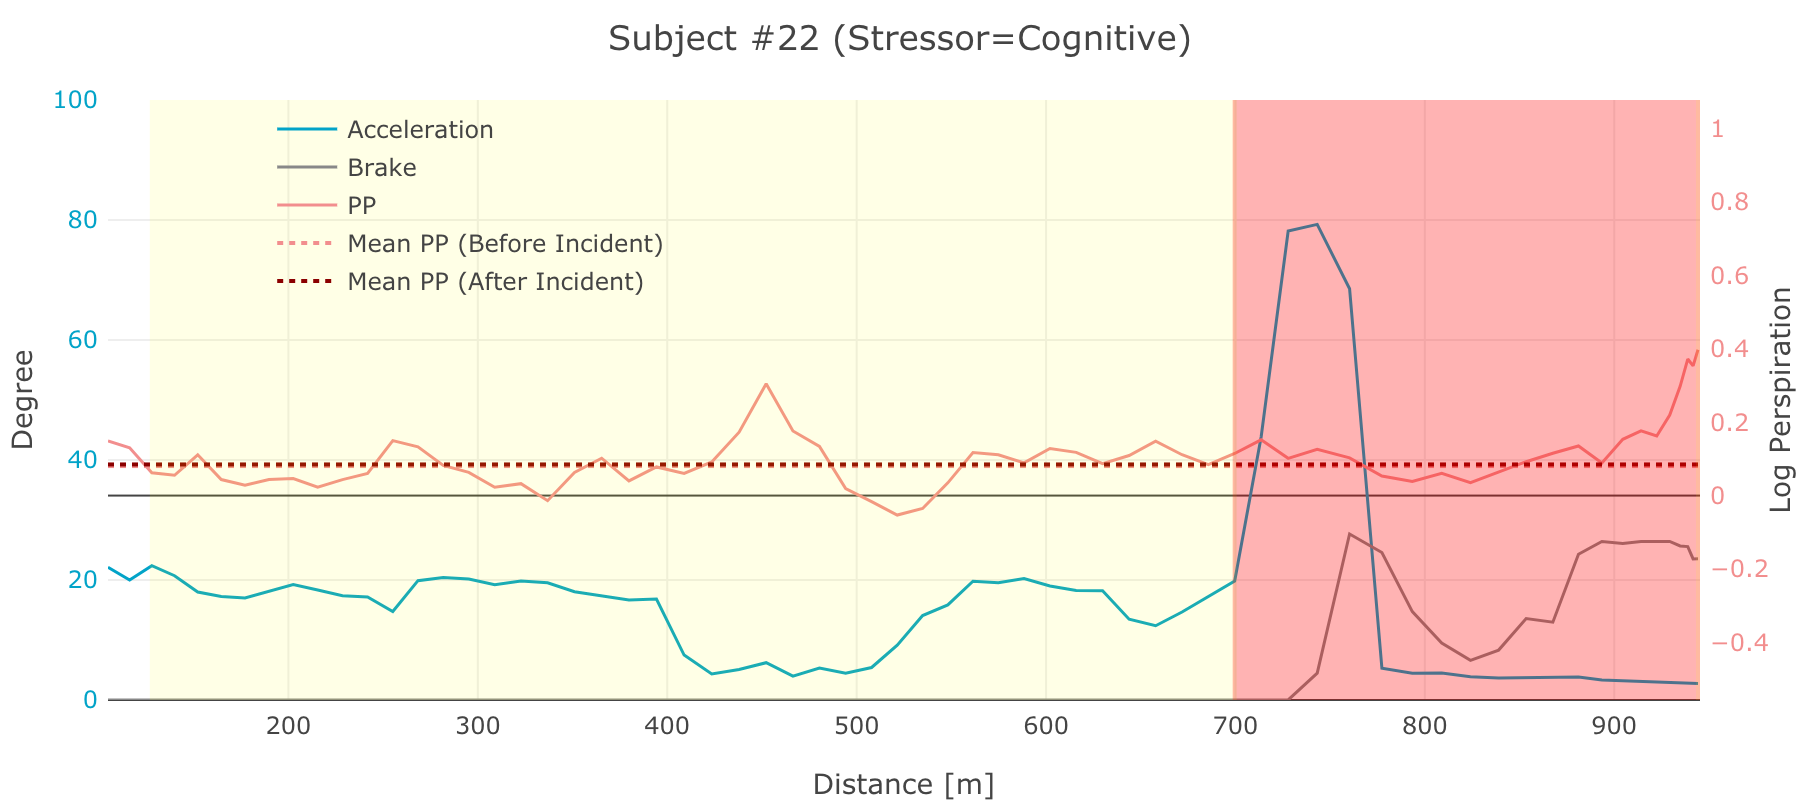 Subject #22 (Stressor=Cognitive)
Acceleration
Brake
PP
Mean PP (Before Incident)
Mean PP (After Incident)
Degree
100
80
60
40
20
0
Log Perspiration
1
0.8
0.6
0.4
0.2
0
−0.2
−0.4
200 300 400 500 600 700 800 900
Distance [m]